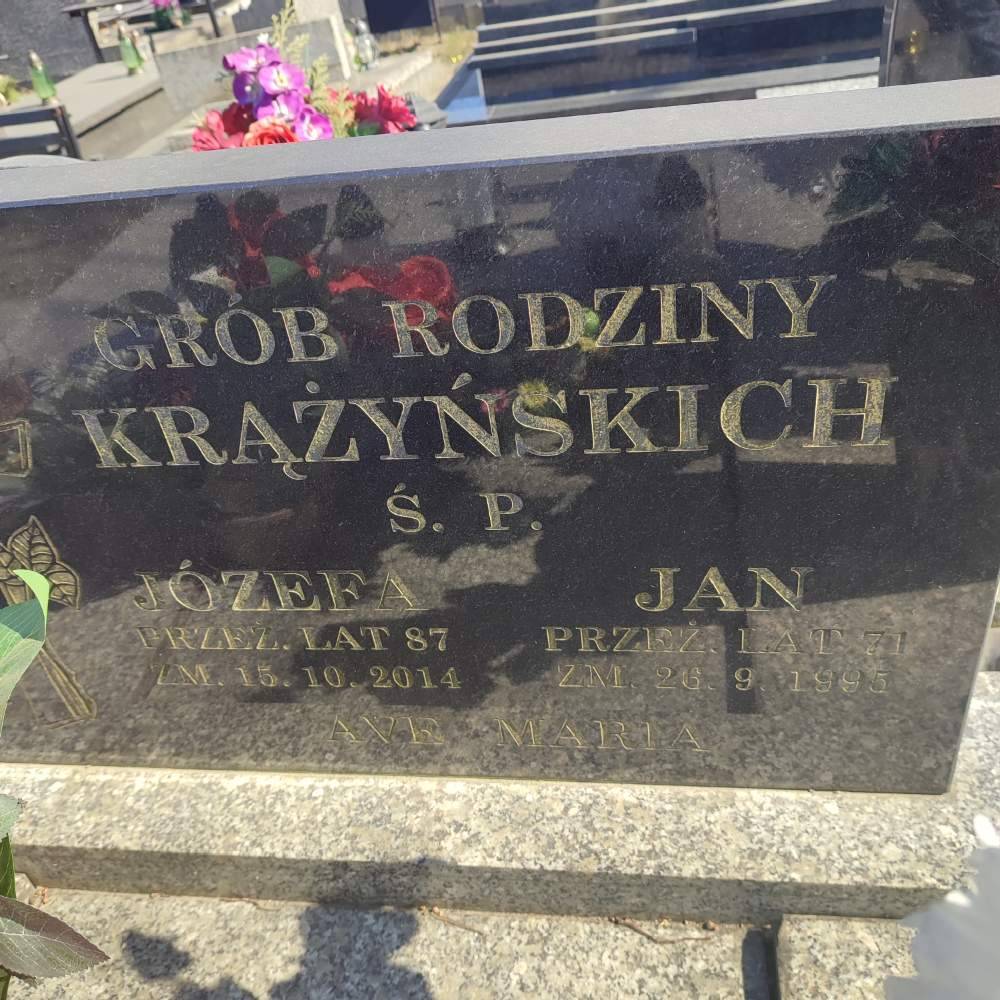 GRÓB RODZINY
KRĄŻYŃSKICH
Ś. P.
JÓZEFA JAN
PRZEŻ. LAT 87 PRZEŻ. LAT 71
ZM. 15. 10. 2014 ZM. 26. 9. 1995
AVE MARIA